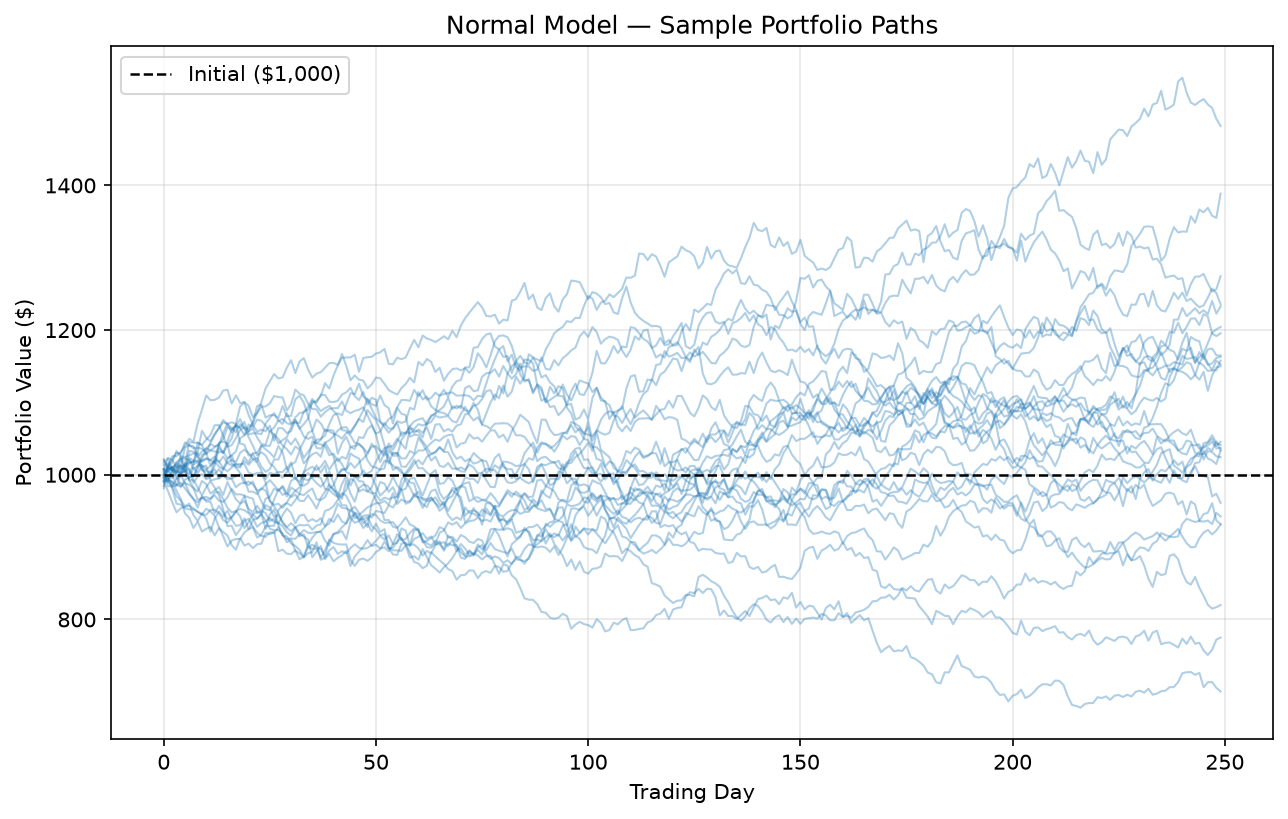 Normal Model — Sample Portfolio Paths
Initial ($1,000)
Portfolio Value ($)
1400
1200
1000
800
0 50 100 150 200 250
Trading Day